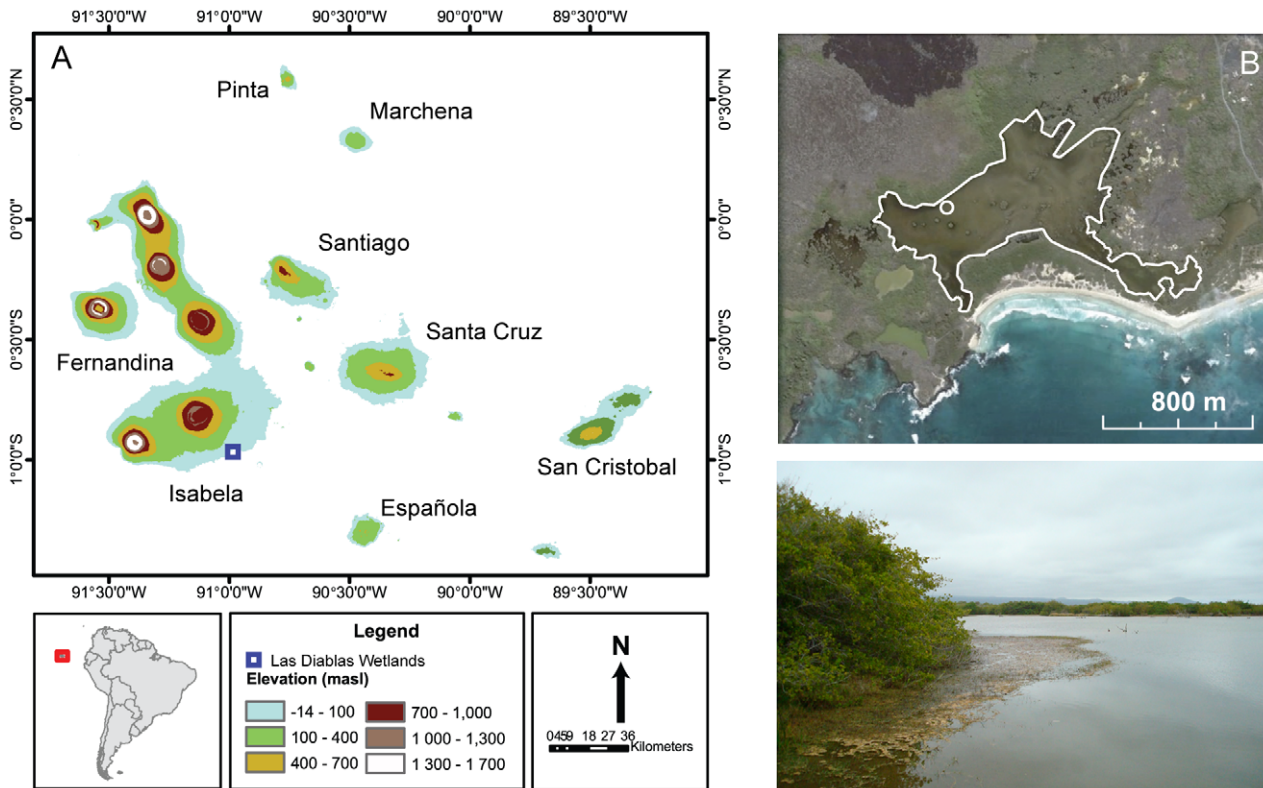 91°30'0"W 91°0'0"W 90°30'0"W 90°0'0"W 89°30'0"W
A
B
Pinta
0°30'0"N
0°30'0"N
Marchena
0°0'0"
0°0'0"
Santiago
Santa Cruz
0°30'0"S
0°30'0"S
Fernandina
800 m
San Cristobal
1°0'0"S
1°0'0"S
Isabela
Española
91°30'0"W 91°0'0"W 90°30'0"W 90°0'0"W 89°30'0"W
Legend
Las Diablas Wetlands
Elevation (masl)
-14 - 100
100 - 400
400 - 700
700 - 1,000
1 000 - 1,300
1 300 - 1 700
N
0 4.5 9 18 27 36
Kilometers